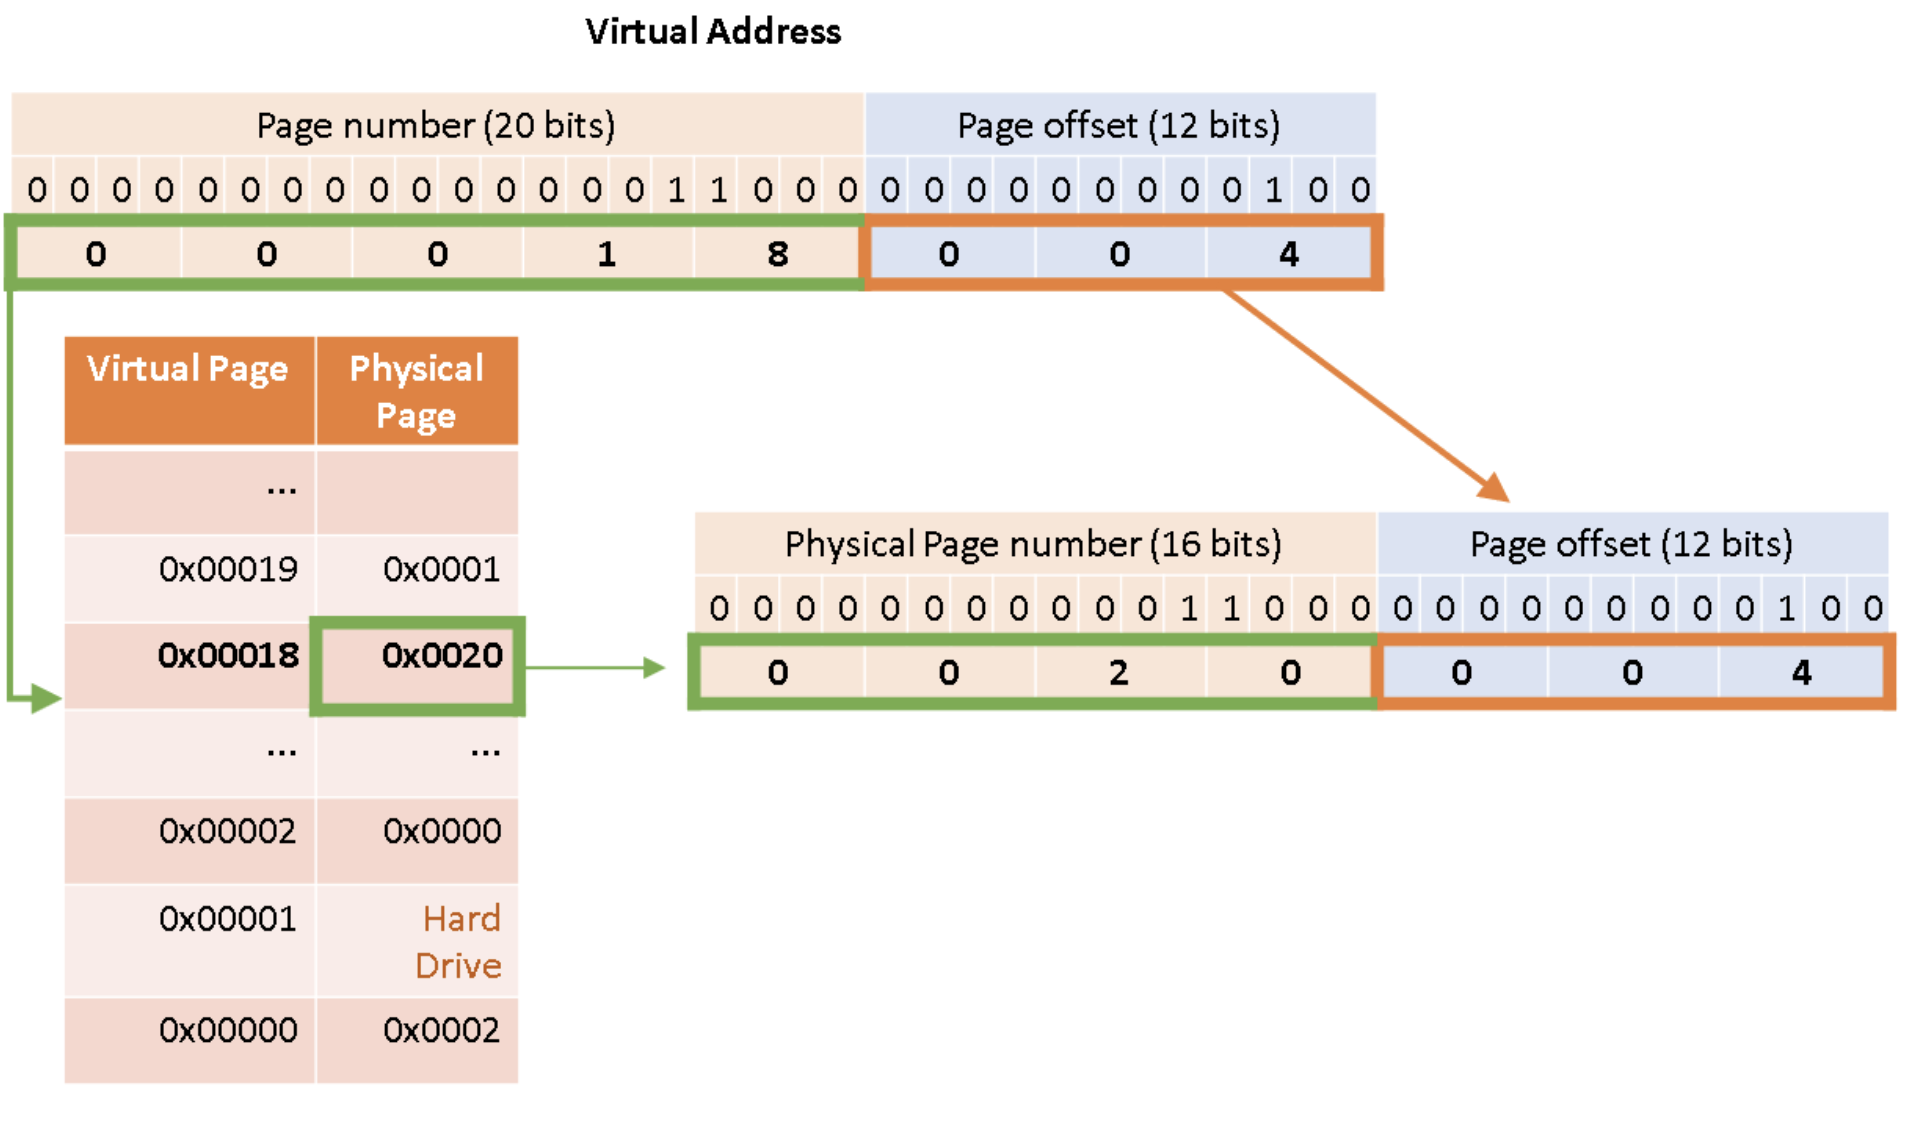 Virtual Address
Page number (20 bits) Page offset (12 bits)
0 0 0 0 0 0 0 0 0 0 0 0 0 0 0 1 1 0 0 0 0 0 0 0 0 0 0 0 0 1 0 0
0 0 0 1 8 0 0 4
Virtual Page Physical Page
...
0x00019 0x0001
0x00018 0x0020
... ...
0x00002 0x0000
0x00001 Hard Drive
0x00000 0x0002
Physical Page number (16 bits) Page offset (12 bits)
0 0 0 0 0 0 0 0 0 0 0 1 1 0 0 0 0 0 0 0 0 0 0 0 0 1 0 0
0 0 2 0 0 0 4